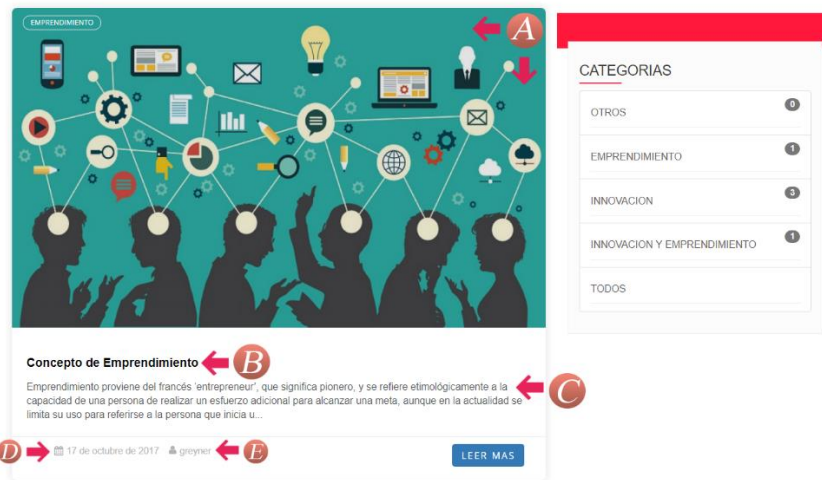 EMPRENDIMIENTO
A
CATEGORIAS
OTROS 0
EMPRENDIMIENTO 1
INNOVACION 3
INNOVACION Y EMPRENDIMIENTO 1
TODOS
Concepto de Emprendimiento B
Emprendimiento proviene del francés 'entrepreneur', que significa pionero, y se refiere etimológicamente a la
capacidad de una persona de realizar un esfuerzo adicional para alcanzar una meta, aunque en la actualidad se
limita su uso para referirse a la persona que inicia u...
C
D 17 de octubre de 2017 greyner E
LEER MAS